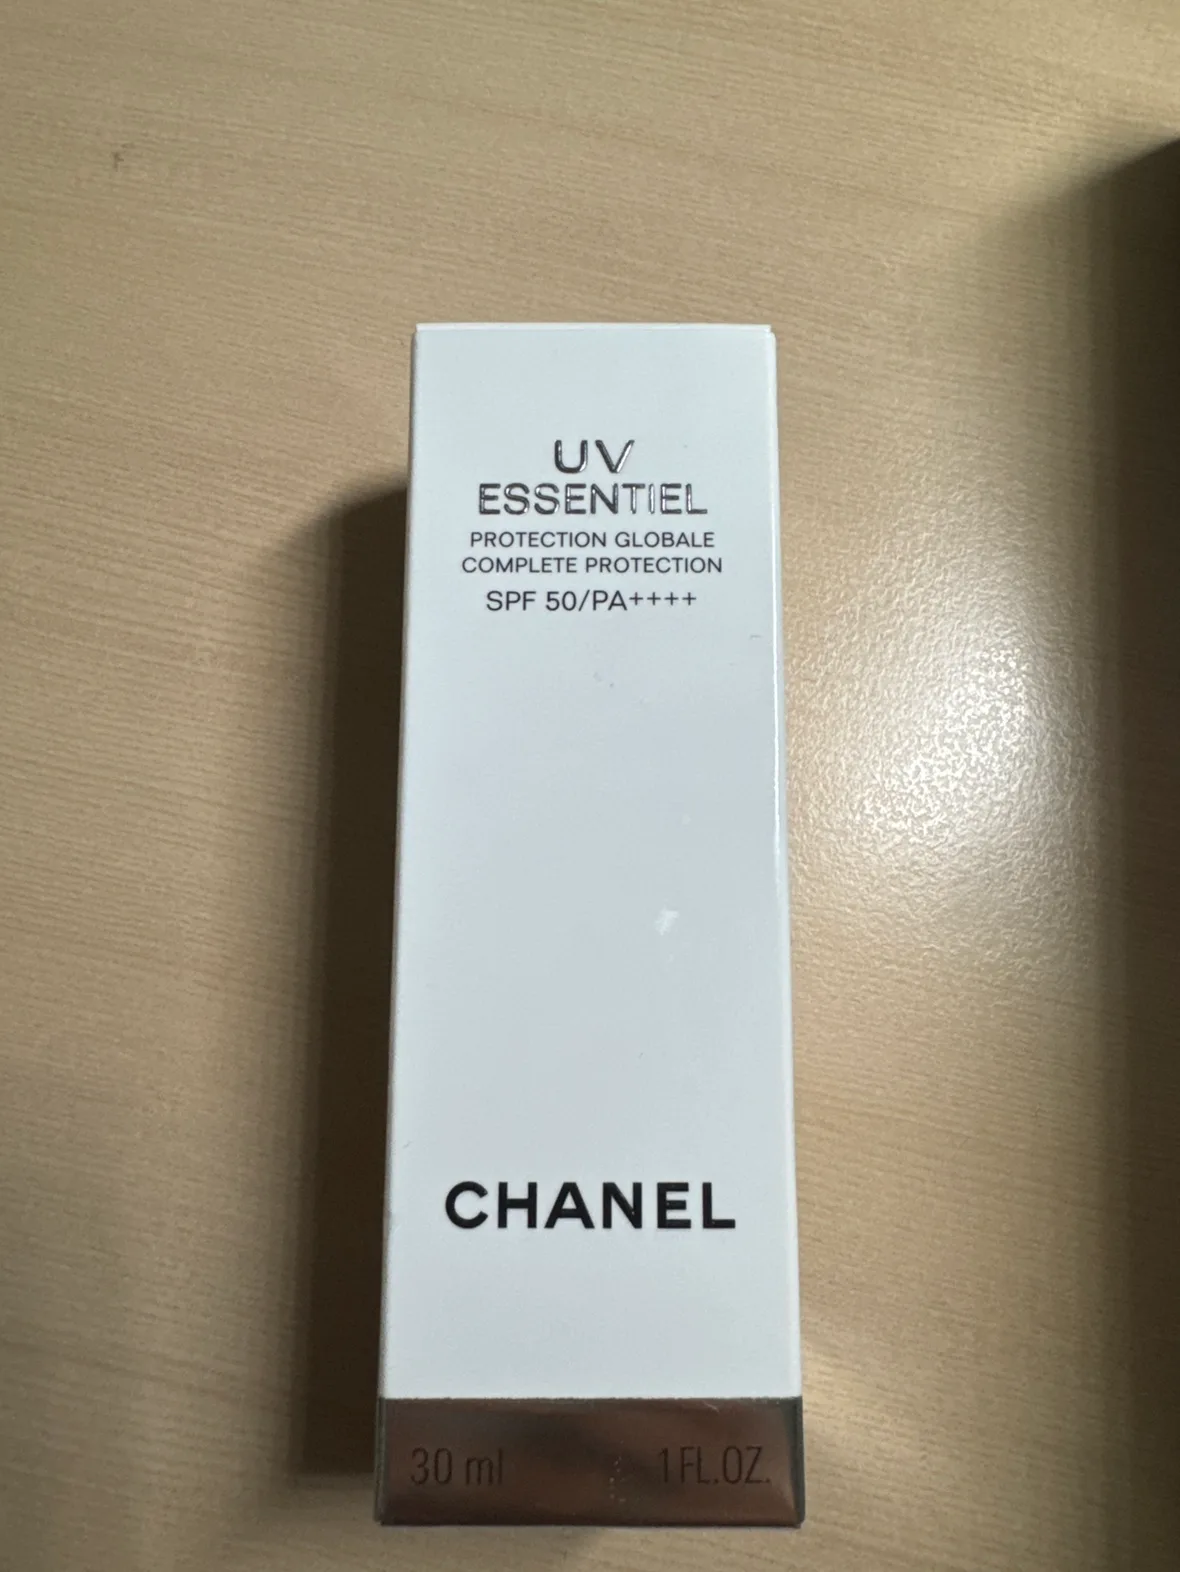 UV
ESSENTIEL
PROTECTION GLOBALE
COMPLETE PROTECTION
SPF 50/PA++++
CHANEL
30 ml 1 FL.OZ.